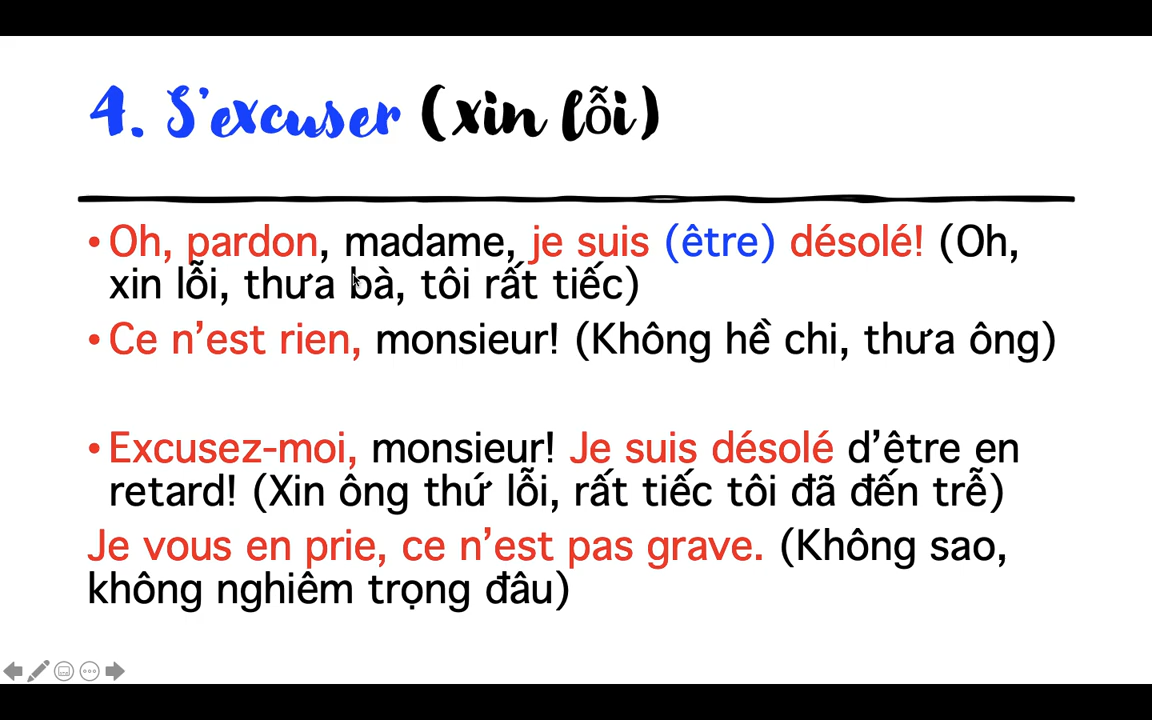 4. S'excuser (xin lỗi)
•Oh, pardon, madame, je suis (être) désolé! (Oh,
xin lỗi, thưa bà, tôi rất tiếc)
•Ce n’est rien, monsieur! (Không hề chi, thưa ông)
•Excusez-moi, monsieur! Je suis désolé d’être en
retard! (Xin ông thứ lỗi, rất tiếc tôi đã đến trễ)
Je vous en prie, ce n’est pas grave. (Không sao,
không nghiêm trọng đâu)